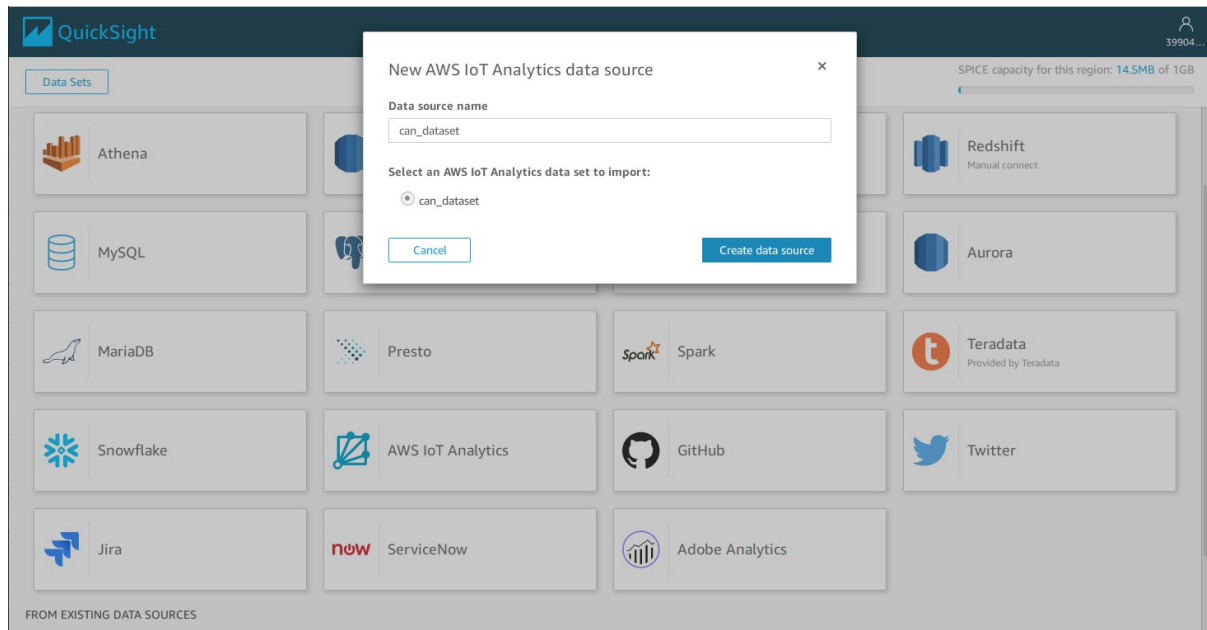 QuickSight
39904...
Data Sets
SPICE capacity for this region: 14.5MB of 1GB
New AWS IoT Analytics data source
×
Data source name
can_dataset
Select an AWS IoT Analytics data set to import:
can_dataset
Cancel
Create data source
Athena
Redshift
Manual connect
MySQL
Aurora
MariaDB
Presto
Spark
Spark
t
Teradata
Provided by Teradata
Snowflake
AWS IoT Analytics
GitHub
Twitter
Jira
now
ServiceNow
Adobe Analytics
FROM EXISTING DATA SOURCES